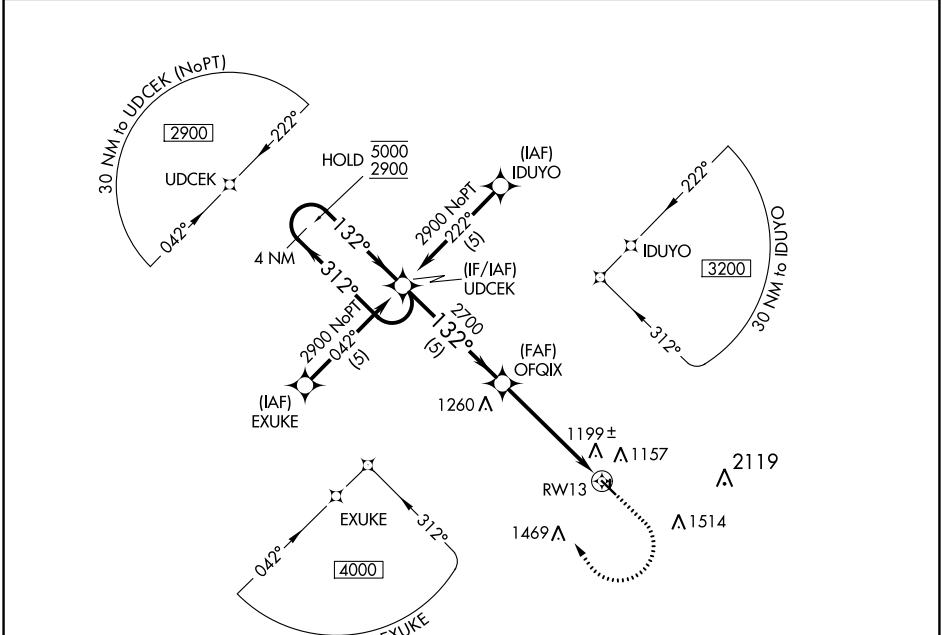 30 NM to UDCEK (NoPT)
2900
222°
UDCEK
042°
HOLD
5000
2900
(IAF)
IDUYO
2900 NoPT
222°
(5)
132°
4 NM
312°
(IF/IAF)
UDCEK
222°
IDUYO
3200
30 NM to IDUYO
312°
2900 NoPT
042°
(5)
(IAF)
EXUKE
2700
132°
(5)
(FAF)
OFQIX
1260
1199±
1157
2119
RW13
1514
1469
EXUKE
042°
312°
4000
EXUKE